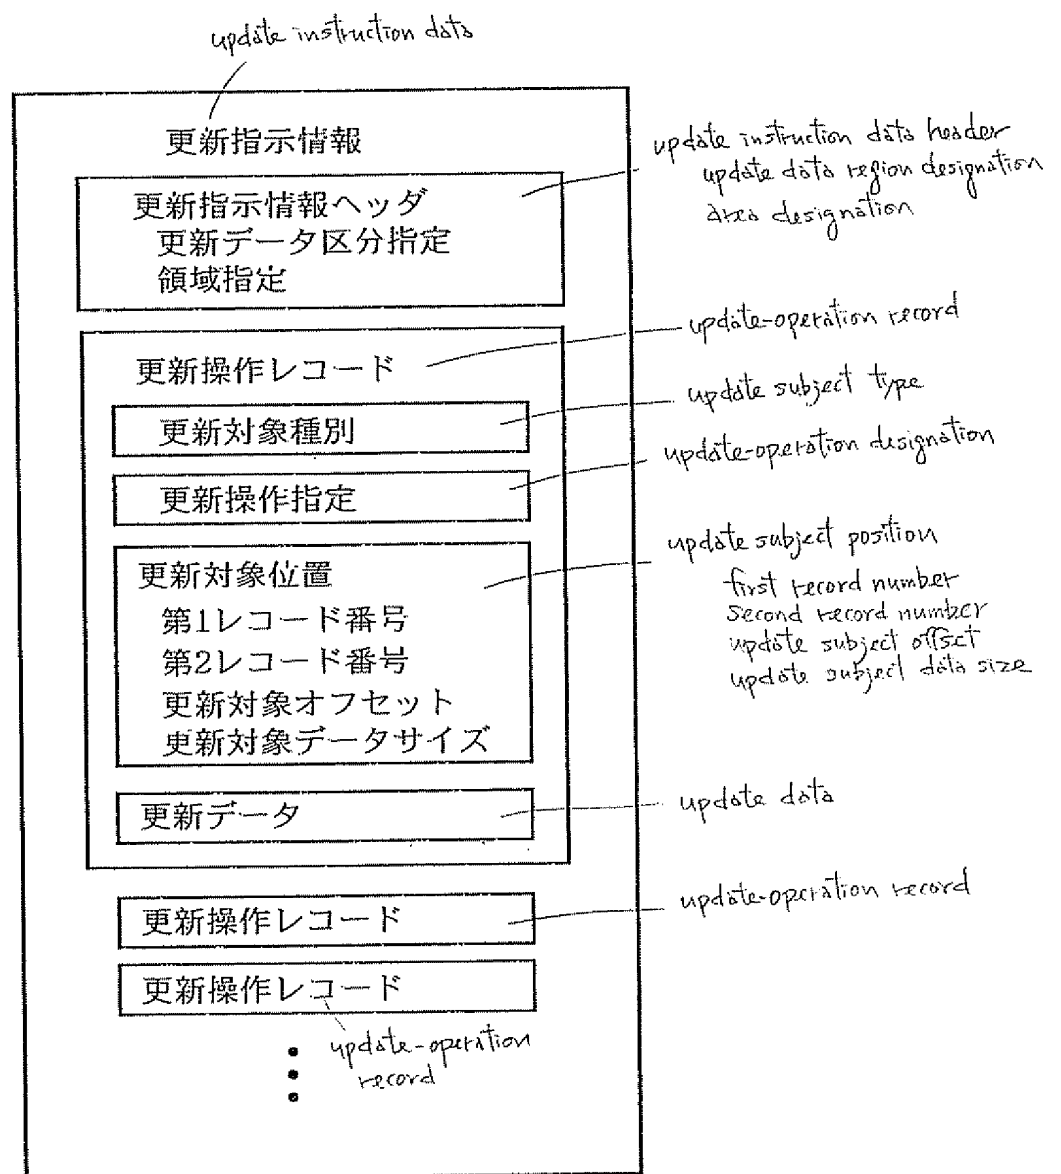 update instruction data
更新指示情報
更新指示情報ヘッダ
更新データ区分指定
領域指定
update instruction data header
update data region designation
area designation
更新操作レコード
update-operation record
更新対象種別
update subject type
更新操作指定
update-operation designation
更新対象位置
第1レコード番号
第2レコード番号
更新対象オフセット
更新対象データサイズ
update subject position
first record number
second record number
update subject offset
update subject data size
更新データ
update data
更新操作レコード
update-operation record
更新操作レコード
update-operation
record